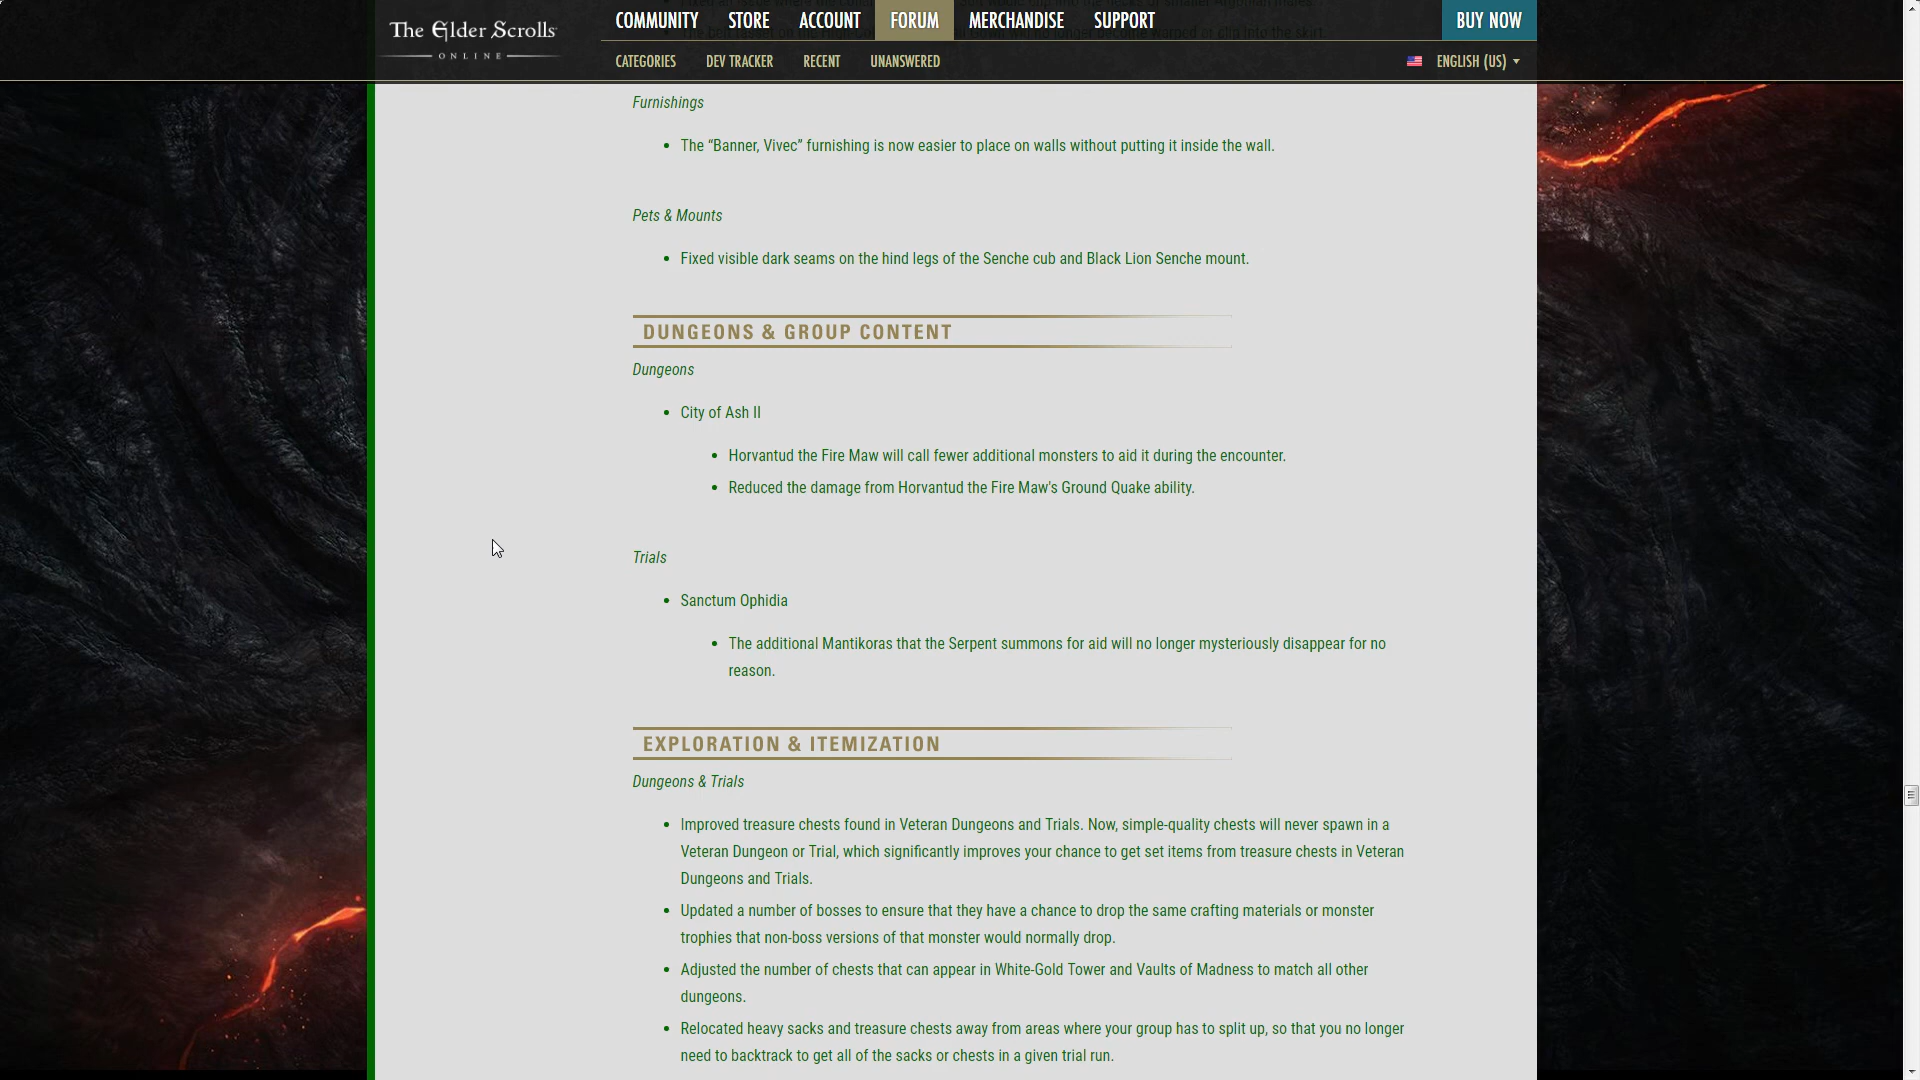 The Elder Scrolls
ONLINE
COMMUNITY STORE ACCOUNT FORUM MERCHANDISE SUPPORT
BUY NOW
CATEGORIES DEV TRACKER RECENT UNANSWERED
ENGLISH (US)
Furnishings
• The “Banner, Vivec” furnishing is now easier to place on walls without putting it inside the wall.
Pets & Mounts
• Fixed visible dark seams on the hind legs of the Senche cub and Black Lion Senche mount.
DUNGEONS & GROUP CONTENT
Dungeons
• City of Ash II
• Horvantud the Fire Maw will call fewer additional monsters to aid it during the encounter.
• Reduced the damage from Horvantud the Fire Maw's Ground Quake ability.
Trials
• Sanctum Ophidia
• The additional Mantikoras that the Serpent summons for aid will no longer mysteriously disappear for no
reason.
EXPLORATION & ITEMIZATION
Dungeons & Trials
• Improved treasure chests found in Veteran Dungeons and Trials. Now, simple-quality chests will never spawn in a
Veteran Dungeon or Trial, which significantly improves your chance to get set items from treasure chests in Veteran
Dungeons and Trials.
• Updated a number of bosses to ensure that they have a chance to drop the same crafting materials or monster
trophies that non-boss versions of that monster would normally drop.
• Adjusted the number of chests that can appear in White-Gold Tower and Vaults of Madness to match all other
dungeons.
• Relocated heavy sacks and treasure chests away from areas where your group has to split up, so that you no longer
need to backtrack to get all of the sacks or chests in a given trial run.